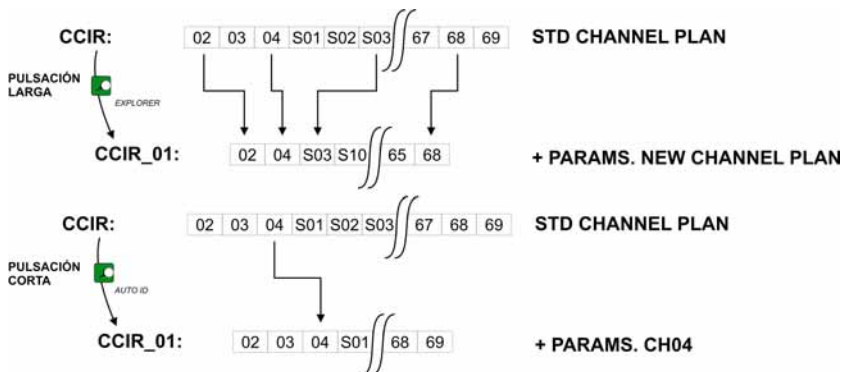 CCIR: 02 03 04 S01 S02 S03 67 68 69 STD CHANNEL PLAN
PULSACIÓN
LARGA
EXPLORER
CCIR_01: 02 04 S03 S10 65 68 + PARAMS. NEW CHANNEL PLAN
CCIR: 02 03 04 S01 S02 S03 67 68 69 STD CHANNEL PLAN
PULSACIÓN
CORTA
AUTO ID
CCIR_01: 02 03 04 S01 68 69 + PARAMS. CH04